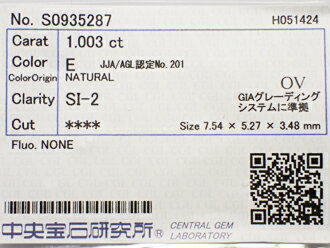 No. S0935287 H051424
Carat 1.003 ct
Color E JJA/AGL認定No.201
ColorOrigin NATURAL
Clarity SI-2 OV
GIAグレーディング
システムに準拠
Cut **** Size 7.54 × 5.27 × 3.48 mm
Fluo. NONE
中央宝石研究所® CENTRAL GEM
LABORATORY